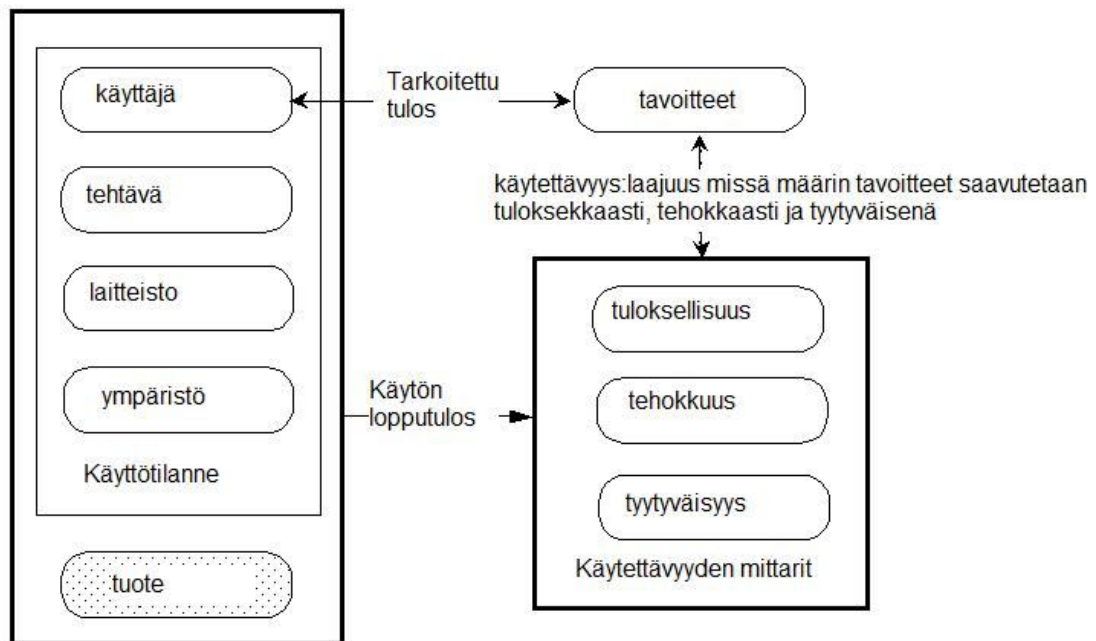 käyttäjä
tehtävä
laitteisto
ympäristö
Käyttötilanne
tuote
Tarkoitettu
tulos
tavoitteet
käytettävyys:laajuus missä määrin tavoitteet saavutetaan
tuloksekkaasti, tehokkaasti ja tyytyväisenä
Käytön
lopputulos
tuloksellisuus
tehokkuus
tyytyväisyys
Käytettävyyden mittarit